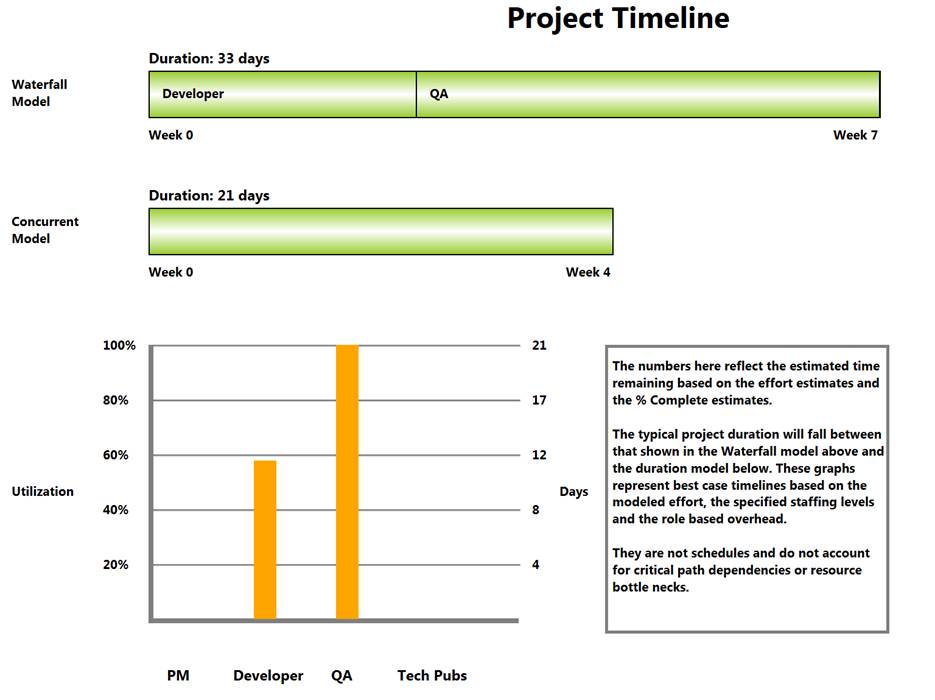 Project Timeline
Duration: 33 days
Waterfall
Model
Developer
QA
Week 0
Week 7
Duration: 21 days
Concurrent
Model
Week 0
Week 4
100%
80%
60%
40%
20%
Utilization
21
17
12
8
4
Days
The numbers here reflect the estimated time
remaining based on the effort estimates and
the % Complete estimates.
The typical project duration will fall between
that shown in the Waterfall model above and
the duration model below. These graphs
represent best case timelines based on the
modeled effort, the specified staffing levels
and the role based overhead.
They are not schedules and do not account
for critical path dependencies or resource
bottle necks.
PM
Developer
QA
Tech Pubs